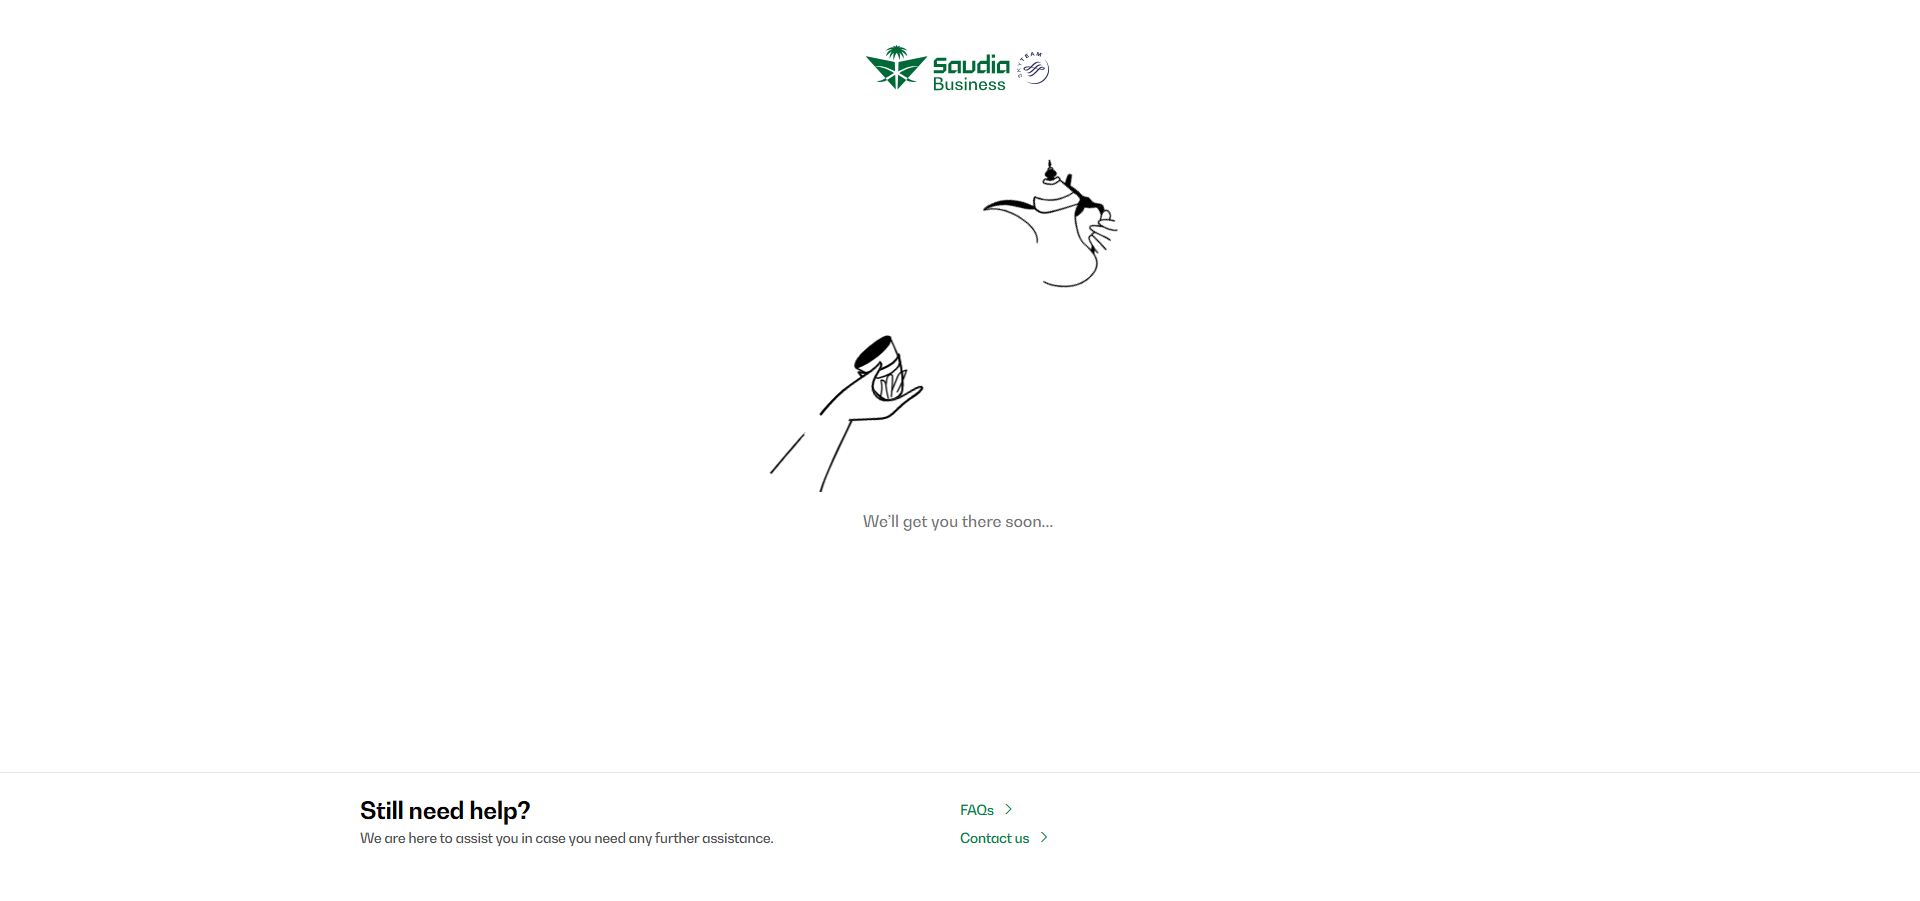 Saudia
Business
SKYTEAM
We'll get you there soon...
Still need help?
We are here to assist you in case you need any further assistance.
FAQs
Contact us